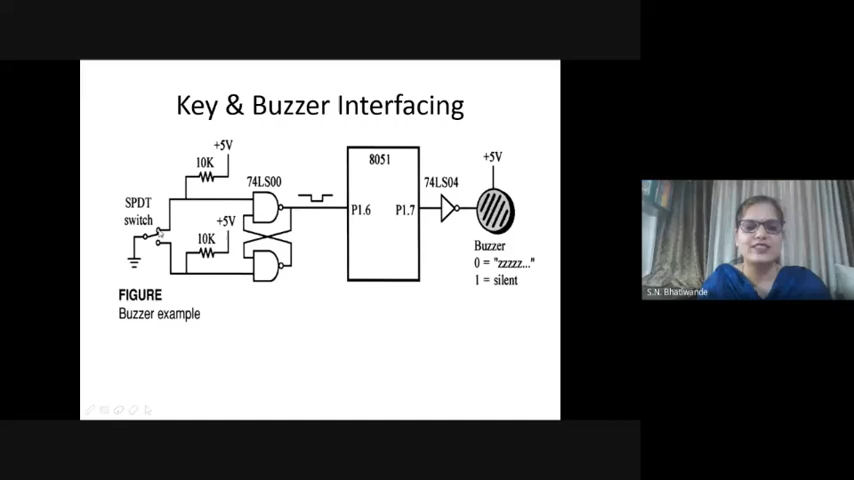 Key & Buzzer Interfacing
+5V
10K
74LS00
SPDT
switch
+5V
10K
8051
P1.6
P1.7
74LS04
+5V
Buzzer
0 = "zzzzz..."
1 = silent
FIGURE
Buzzer example
S.N. Bhatlwande